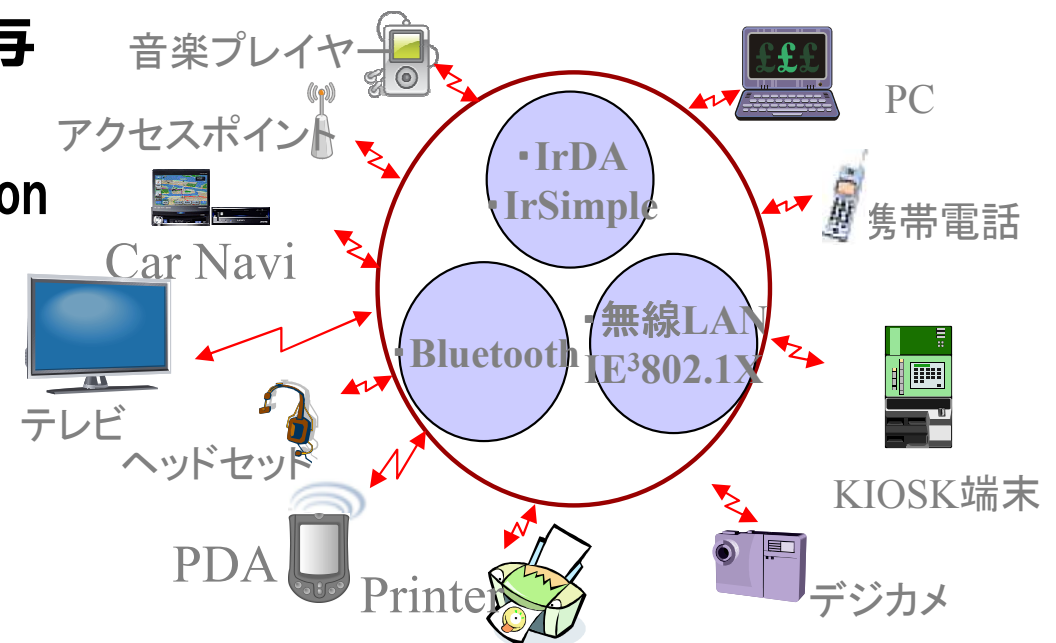 与
音楽プレイヤー
£££
PC
アクセスポイント
・IrDA
・IrSimple
on
携帯電話
Car Navi
・無線LAN
IE³802.1X
・Bluetooth
テレビ
ヘッドセット
KIOSK端末
PDA
Printer
デジカメ